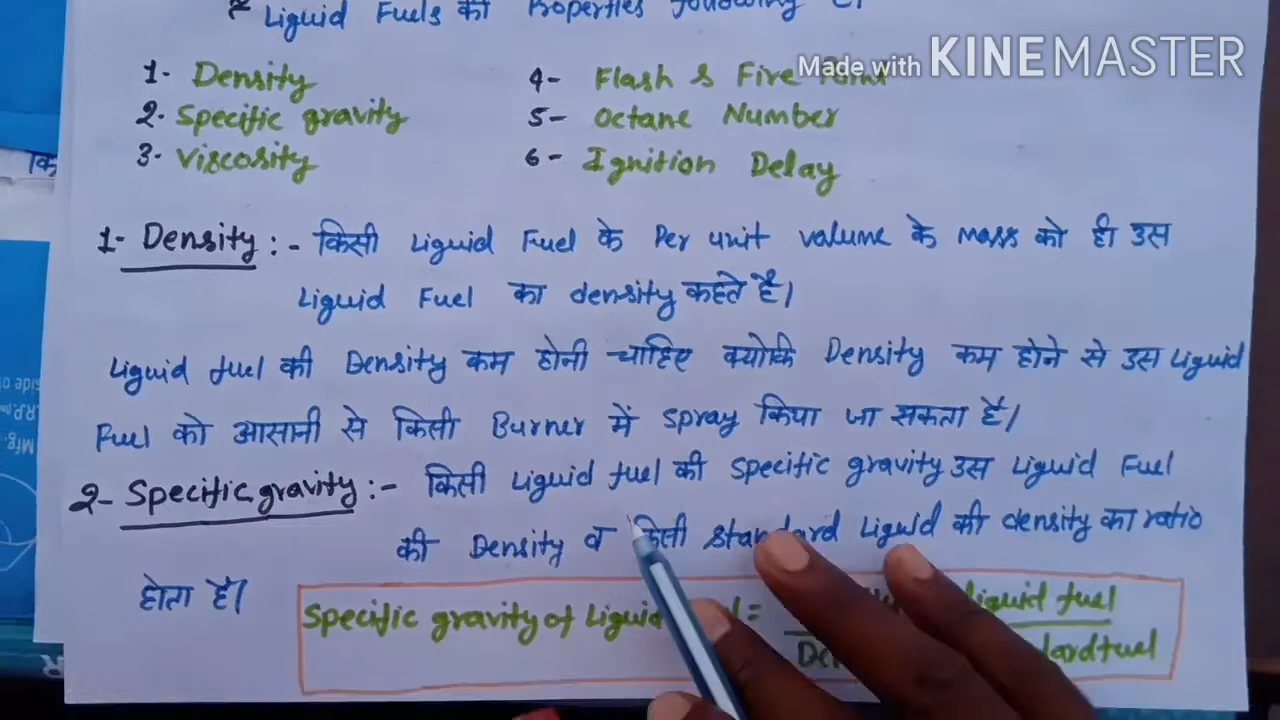 Liquid Fuels की Properties following है।
Made with KINEMASTER
1- Density
2- Specific gravity
3- Viscosity
4- Flash & Fire Point
5- Octane Number
6- Ignition Delay
1- Density :- किसी Liquid Fuel के Per unit volume के mass को ही उस
Liquid Fuel का density कहते है।
Liquid fuel की Density कम होनी चाहिए क्योकि Density कम होने से उस Liquid
Fuel को आसानी से किसी Burner में spray किया जा सकता है।
2- Specific gravity :- किसी Liquid fuel की specific gravity उस Liquid Fuel
की Density व किसी standard Liquid की density का ratio
होता है।
Specific gravity of Liquid = Liquid fuel
fuel